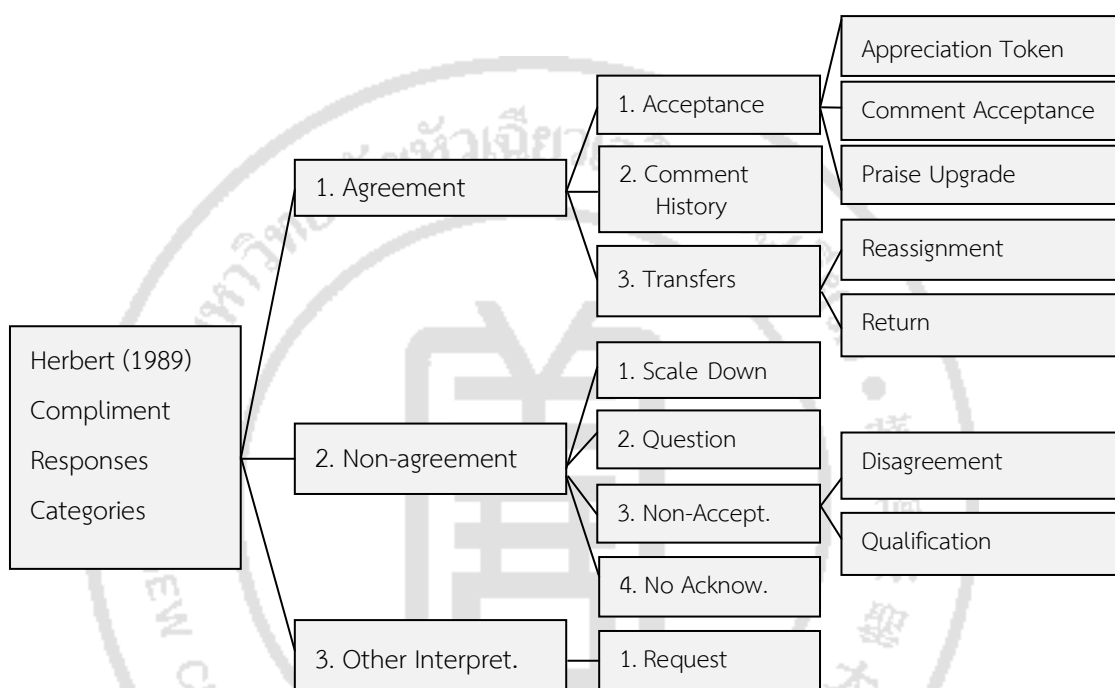 Appreciation Token
1. Acceptance
Comment Acceptance
Praise Upgrade
1. Agreement
2. Comment
History
3. Transfers
Reassignment
Return
Herbert (1989)
Compliment
Responses
Categories
1. Scale Down
2. Non-agreement
2. Question
3. Non-Accept.
Disagreement
Qualification
4. No Acknow.
3. Other Interpret.
1. Request